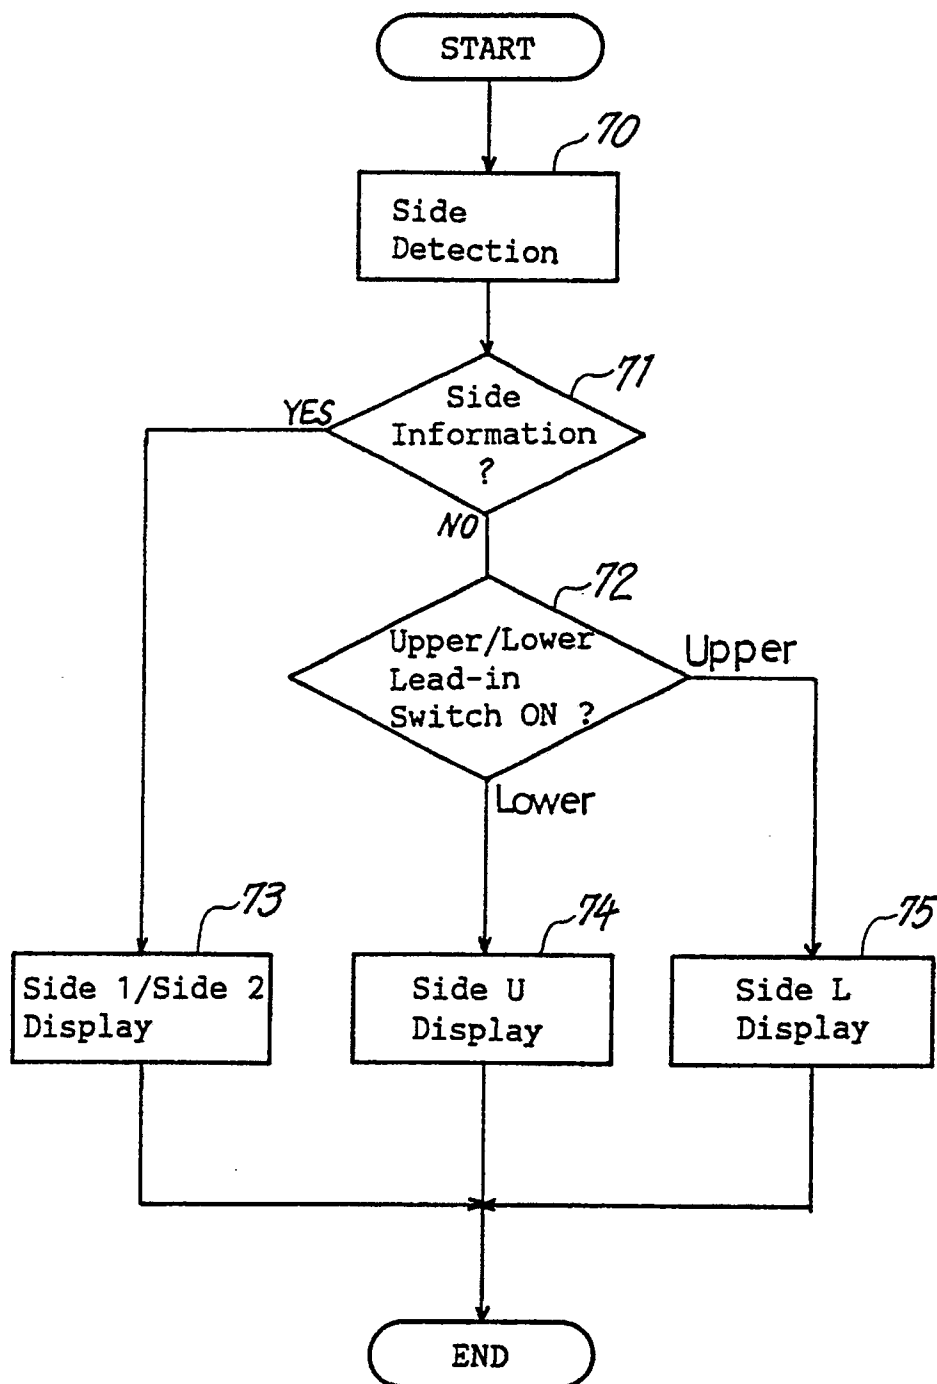 START
70
Side
Detection
71
YES
Side
Information
?
NO
72
Upper/Lower
Lead-in
Switch ON ?
Upper
Lower
73
Side 1/Side 2
Display
74
Side U
Display
75
Side L
Display
END